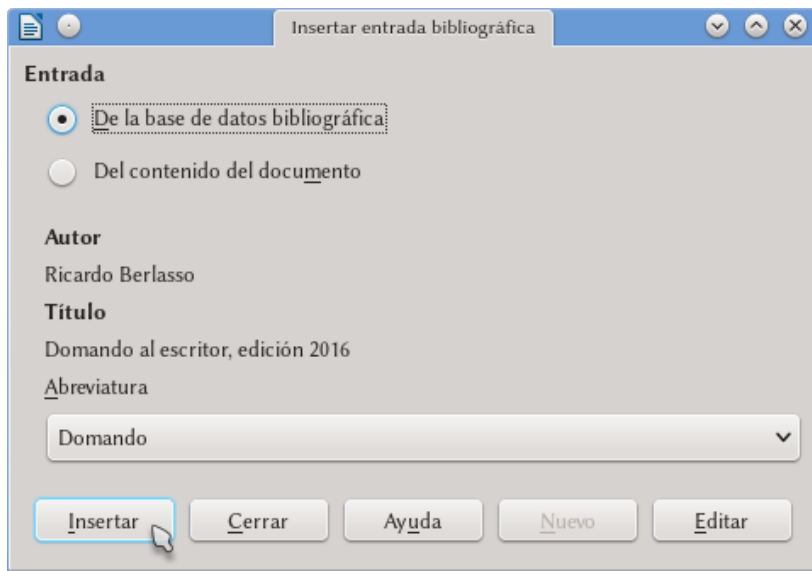 Insertar entrada bibliográfica
Entrada
De la base de datos bibliográfica
Del contenido del documento
Autor
Ricardo Berlasso
Título
Domando al escritor, edición 2016
Abreviatura
Domando
Insertar Cerrar Ayuda Nuevo Editar